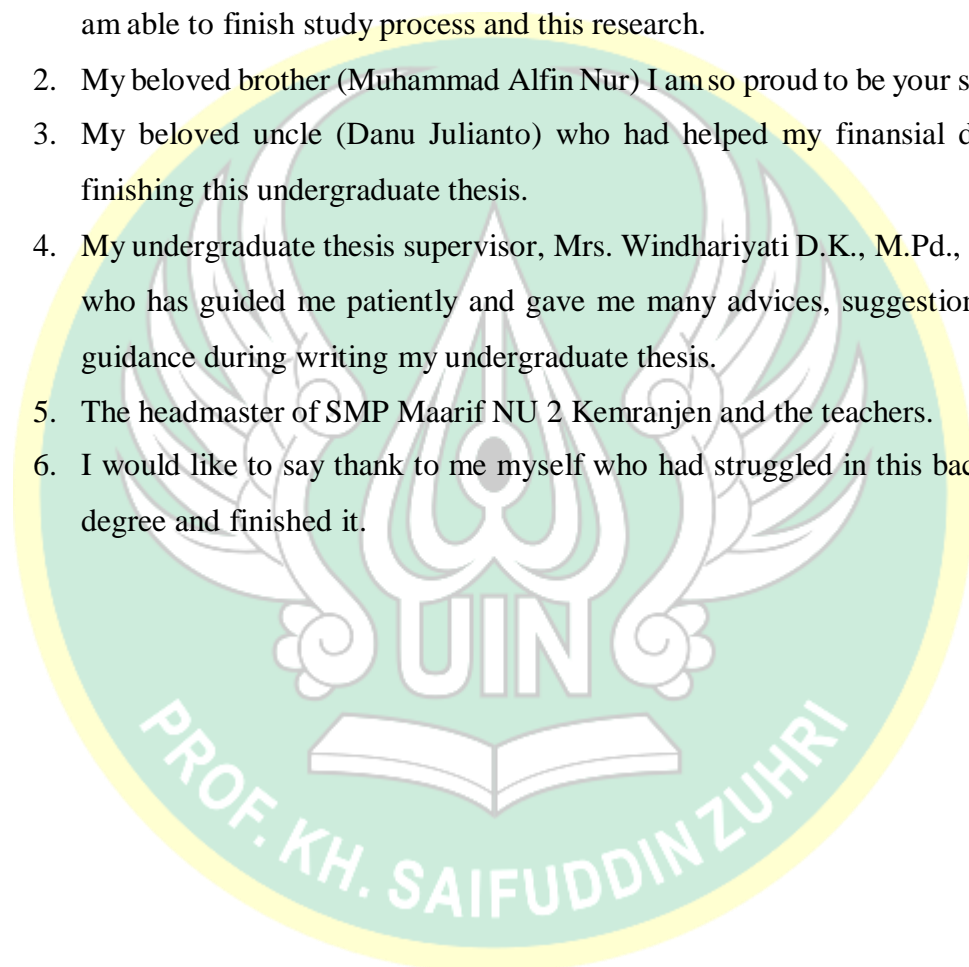 am able to finish study process and this research.
2. My beloved brother (Muhammad Alfin Nur) I am so proud to be your s
3. My beloved uncle (Danu Julianto) who had helped my finansial d
finishing this undergraduate thesis.
4. My undergraduate thesis supervisor, Mrs. Windhariyati D.K., M.Pd.,
who has guided me patiently and gave me many advices, suggestion
guidance during writing my undergraduate thesis.
5. The headmaster of SMP Maarif NU 2 Kemranjen and the teachers.
6. I would like to say thank to me myself who had struggled in this bac
degree and finished it.
UIN
PROF. KH. SAIFUDDIN ZUHRI